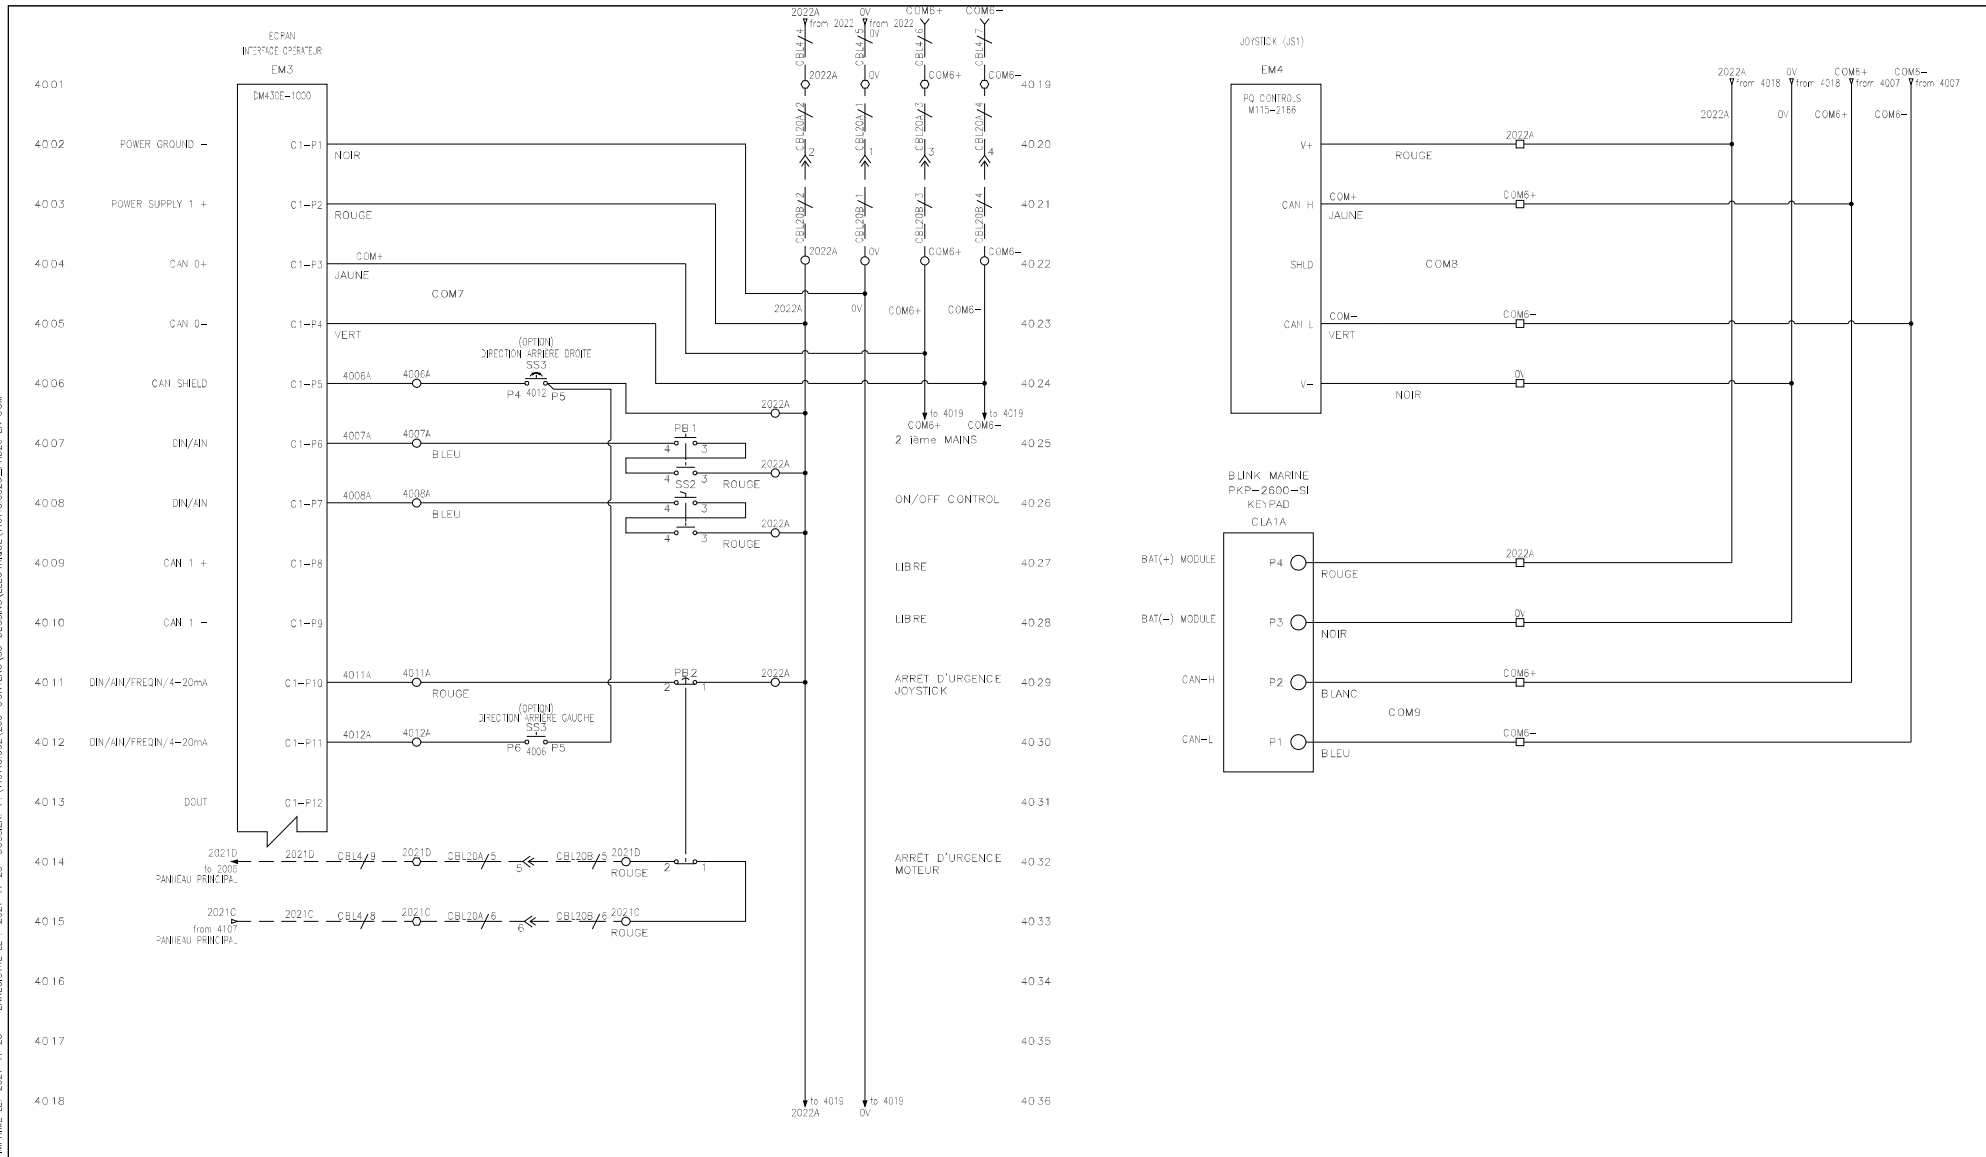 ECRAN
INTERFACE OPERATEUR
EM3
DM430E-1000
4001
4002 POWER GROUND - C1-P1 NOIR
4003 POWER SUPPLY 1 + C1-P2 ROUGE
4004 CAN 0+ C1-P3 COM+ JAUNE
COM7
4005 CAN 0- C1-P4 VERT
(OPTION)
DIRECTION ARRIÈRE DROITE
SS3
4006 CAN SHIELD C1-P5 4006A 4006A P4 4012 P5
2022A
4007 DIN/AIN C1-P6 4007A 4007A BLEU PB1 4 3
4 3 ROUGE 2022A
SS2
4008 DIN/AIN C1-P7 4008A 4008A BLEU 4 3
4 3 ROUGE 2022A
4009 CAN 1 + C1-P8
4010 CAN 1 - C1-P9
4011 DIN/AIN/FREQIN/4-20mA C1-P10 4011A 4011A ROUGE PB2 2 1 2022A
(OPTION)
DIRECTION ARRIÈRE GAUCHE
SS3
4012 DIN/AIN/FREQIN/4-20mA C1-P11 4012A 4012A P6 4006 P5
4013 DOUT C1-P12
4014 2021D 2021D CBL4/9 2021D CBL20A/5 5 CBL20B/5 2021D ROUGE 2 1
PANNEAU PRINCIPAL
4015 2021C 2021C CBL4/8 2021C CBL20A/6 6 CBL20B/6 2021C ROUGE
from 4107
PANNEAU PRINCIPAL
4016
4017
4018
2022A 0V COM6+ COM6-
from 2022 from 2022
0V
CBL4/4 CBL4/5 CBL4/6 CBL4/7
2022A 0V COM6+ COM6- 4019
CBL20A/2 CBL20A/1 CBL20A/3 CBL20A/4
2 1 3 4 4020
CBL20B/2 CBL20B/1 CBL20B/3 CBL20B/4 4021
2022A 0V COM6+ COM6- 4022
2022A 0V COM6+ COM6-
4023
4024
to 4019 to 4019
COM6+ COM6-
2 ième MAINS 4025
ON/OFF CONTROL 4026
LIBRE 4027
LIBRE 4028
ARRÊT D'URGENCE 4029
JOYSTICK
4030
4031
ARRÊT D'URGENCE 4032
MOTEUR
4033
4034
4035
4036
to 4019 to 4019
2022A 0V
JOYSTICK (JS1)
EM4
PQ CONTROLS
M115-2166
2022A 0V COM6+ COM6-
from 4018 from 4018 from 4007 from 4007
2022A 0V COM6+ COM6-
V+ ROUGE 2022A
CAN H COM+ JAUNE COM6+
SHLD COM8
CAN L COM- VERT COM6-
V- NOIR 0V
BLINK MARINE
PKP-2600-SI
KEYPAD
CLA1A
BAT(+) MODULE P4 ROUGE 2022A
BAT(-) MODULE P3 NOIR 0V
CAN-H P2 BLANC COM6+
COM9
CAN-L P1 BLEU COM6-